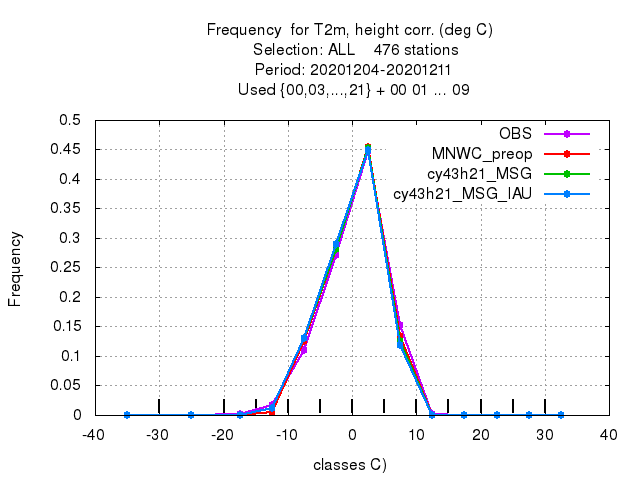 Frequency  for T2m, height corr. (deg C)
Selection: ALL    476 stations
Period: 20201204-20201211
Used {00,03,...,21} + 00 01 ... 09
0.5
0.45
0.4
0.35
0.3
0.25
0.2
0.15
0.1
0.05
0
Frequency
OBS
MNWC_preop
cy43h21_MSG
cy43h21_MSG_IAU
-40 -30 -20 -10 0 10 20 30 40
classes C)